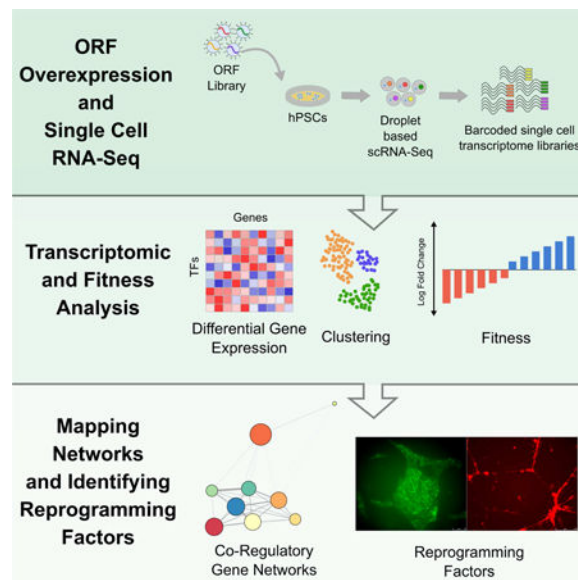 ORF
Overexpression
and
Single Cell
RNA-Seq
ORF
Library
hPSCs
Droplet
based
scRNA-Seq
Barcoded single cell
transcriptome libraries
Transcriptomic
and Fitness
Analysis
Genes
TFs
Differential Gene
Expression
Clustering
Log Fold Change
Fitness
Mapping
Networks
and Identifying
Reprogramming
Factors
Co-Regulatory
Gene Networks
Reprogramming
Factors